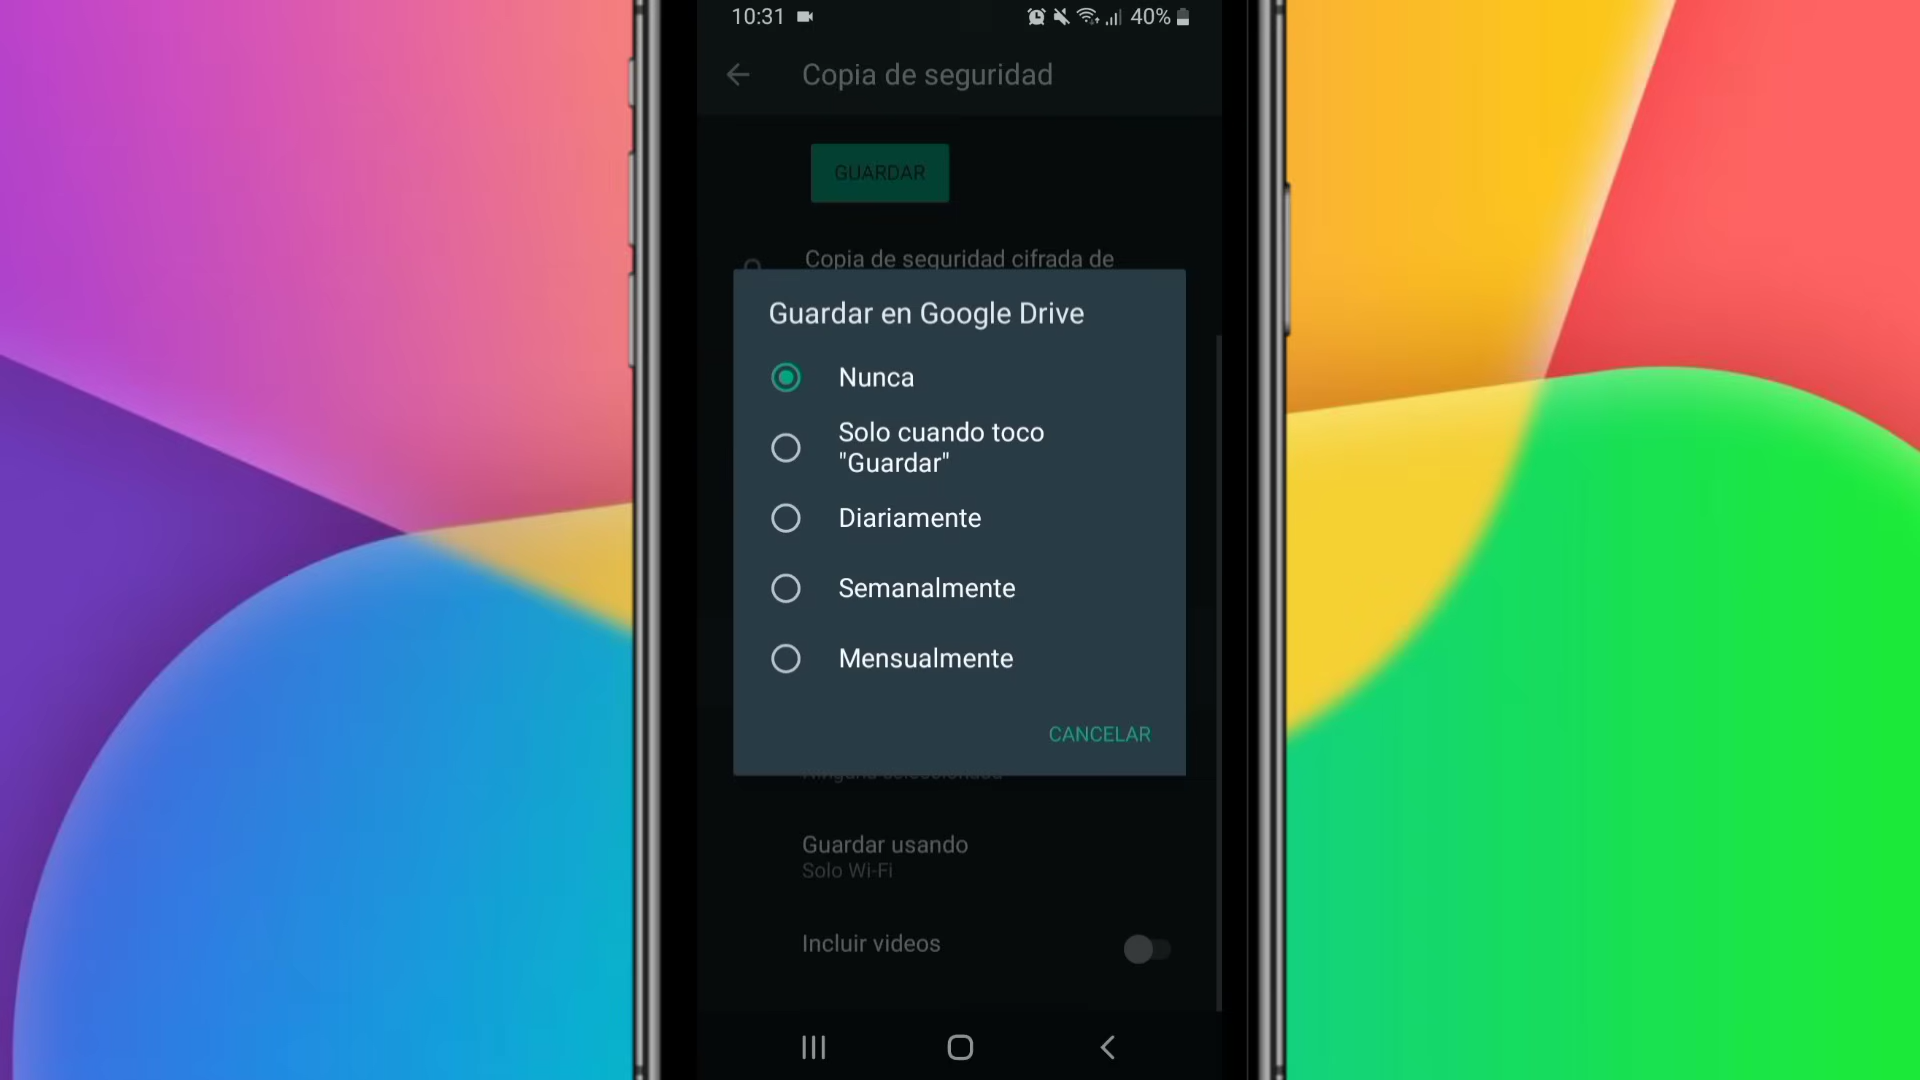 10:31
40%
Copia de seguridad
GUARDAR
Copia de seguridad cifrada de
Guardar en Google Drive
Nunca
Solo cuando toco
"Guardar"
Diariamente
Semanalmente
Mensualmente
CANCELAR
Guardar usando
Solo Wi-Fi
Incluir videos